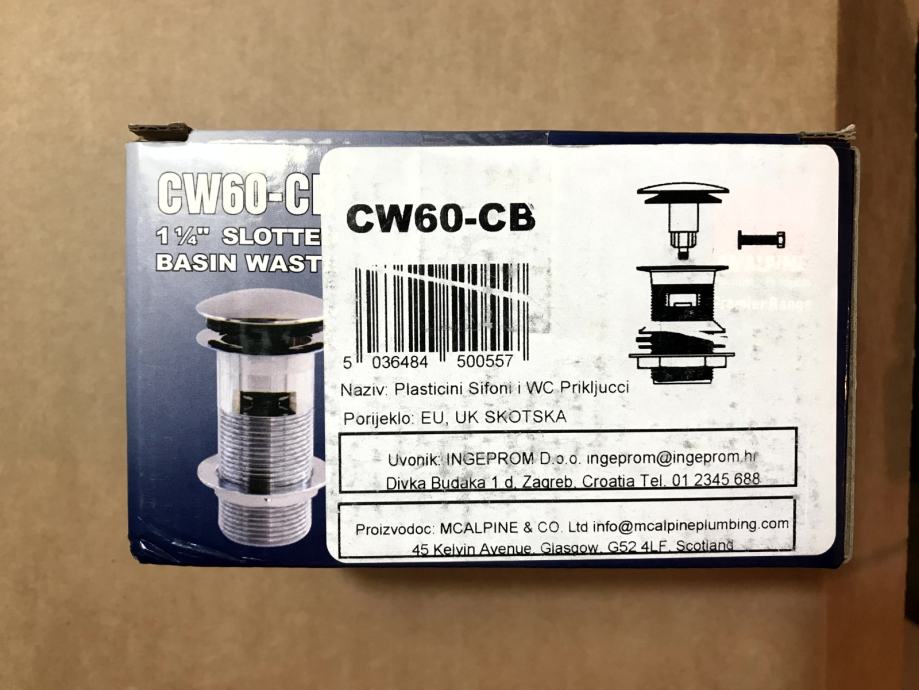 CW60-CB
1¼" SLOTTE
BASIN WAST
CW60-CB
5 036484 500557
Naziv: Plasticini Sifoni i WC Prikljucci
Porijeklo: EU, UK SKOTSKA
Uvonik: INGEPROM D.o.o. ingeprom@ingeprom.hr
Divka Budaka 1 d, Zagreb, Croatia Tel. 01 2345 688
Proizvodoc: MCALPINE & CO. Ltd info@mcalpineplumbing.com
45 Kelvin Avenue, Glasgow, G52 4LF, Scotland